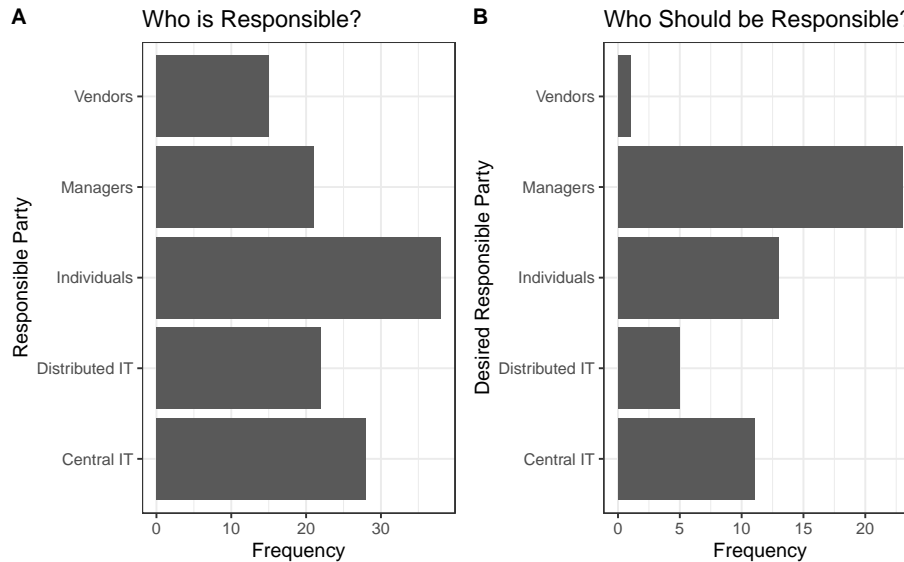 A
Who is Responsible?
Responsible Party
Vendors
Managers
Individuals
Distributed IT
Central IT
0 10 20 30
Frequency
B
Who Should be Responsible?
Desired Responsible Party
Vendors
Managers
Individuals
Distributed IT
Central IT
0 5 10 15 20
Frequency